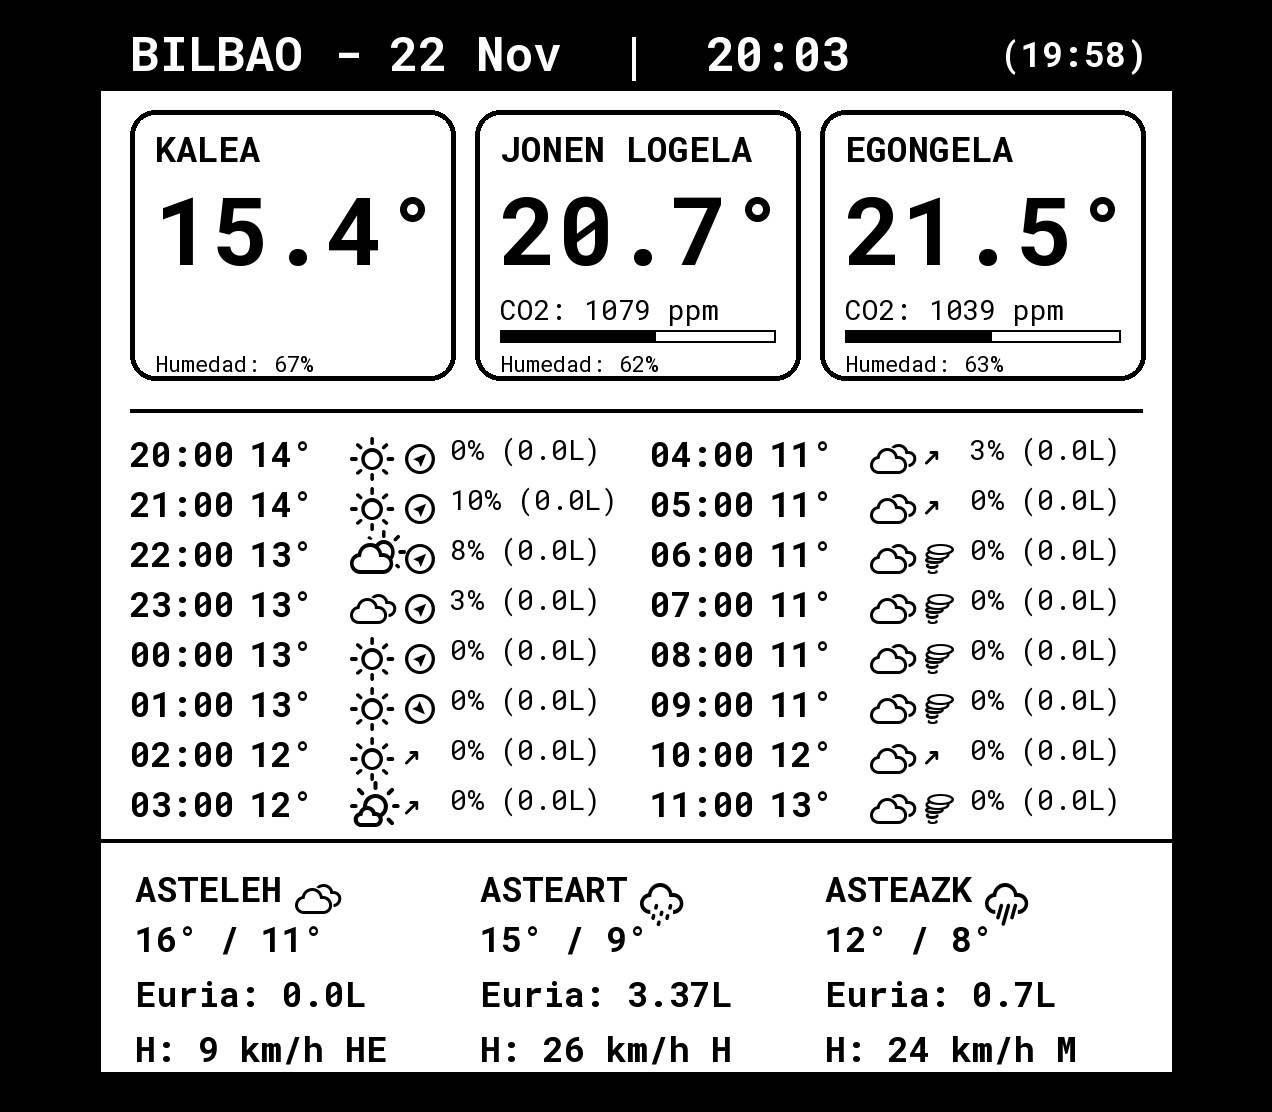 BILBAO - 22 Nov | 20:03 (19:58)
KALEA
15.4°
Humedad: 67%
JONEN LOGELA
20.7°
CO2: 1079 ppm
Humedad: 62%
EGONGELA
21.5°
CO2: 1039 ppm
Humedad: 63%
20:00 14° 0% (0.0L)
21:00 14° 10% (0.0L)
22:00 13° 8% (0.0L)
23:00 13° 3% (0.0L)
00:00 13° 0% (0.0L)
01:00 13° 0% (0.0L)
02:00 12° 0% (0.0L)
03:00 12° 0% (0.0L)
04:00 11° 3% (0.0L)
05:00 11° 0% (0.0L)
06:00 11° 0% (0.0L)
07:00 11° 0% (0.0L)
08:00 11° 0% (0.0L)
09:00 11° 0% (0.0L)
10:00 12° 0% (0.0L)
11:00 13° 0% (0.0L)
ASTELEH
16° / 11°
Euria: 0.0L
H: 9 km/h HE
ASTEART
15° / 9°
Euria: 3.37L
H: 26 km/h H
ASTEAZK
12° / 8°
Euria: 0.7L
H: 24 km/h M